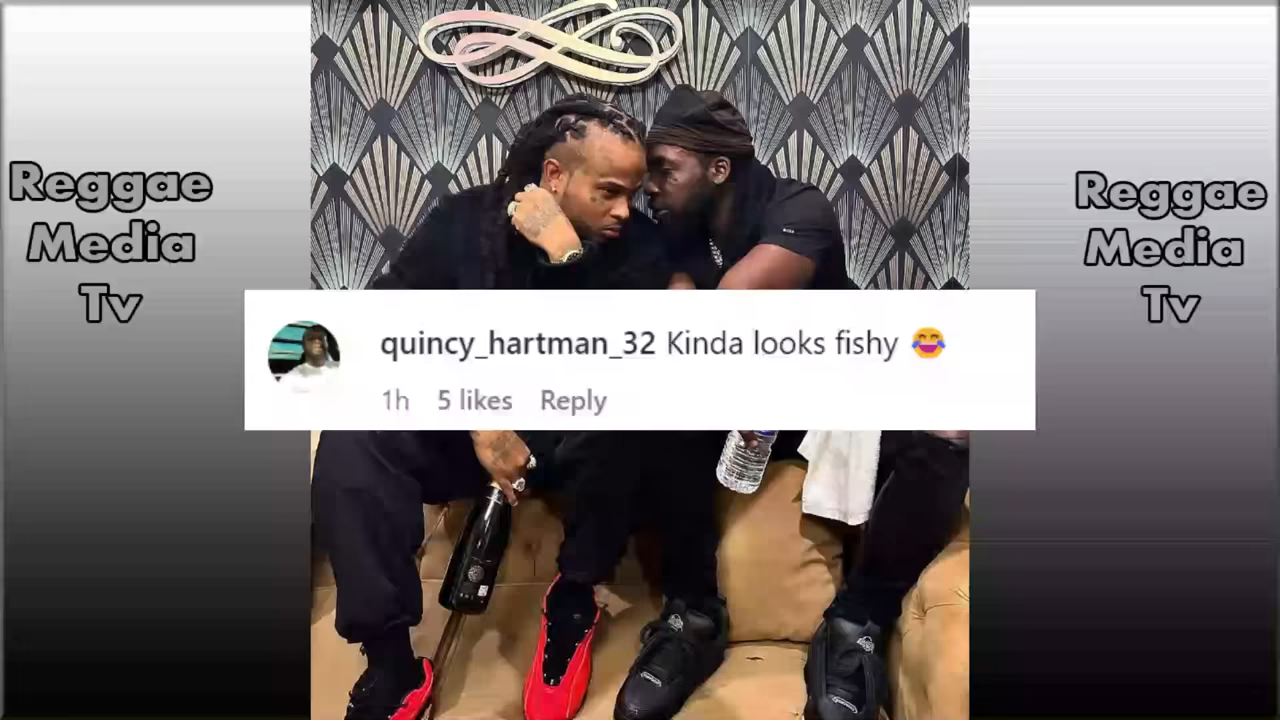 Reggae
Media
Tv
Reggae
Media
Tv
quincy_hartman_32 Kinda looks fishy 😂
1h 5 likes Reply